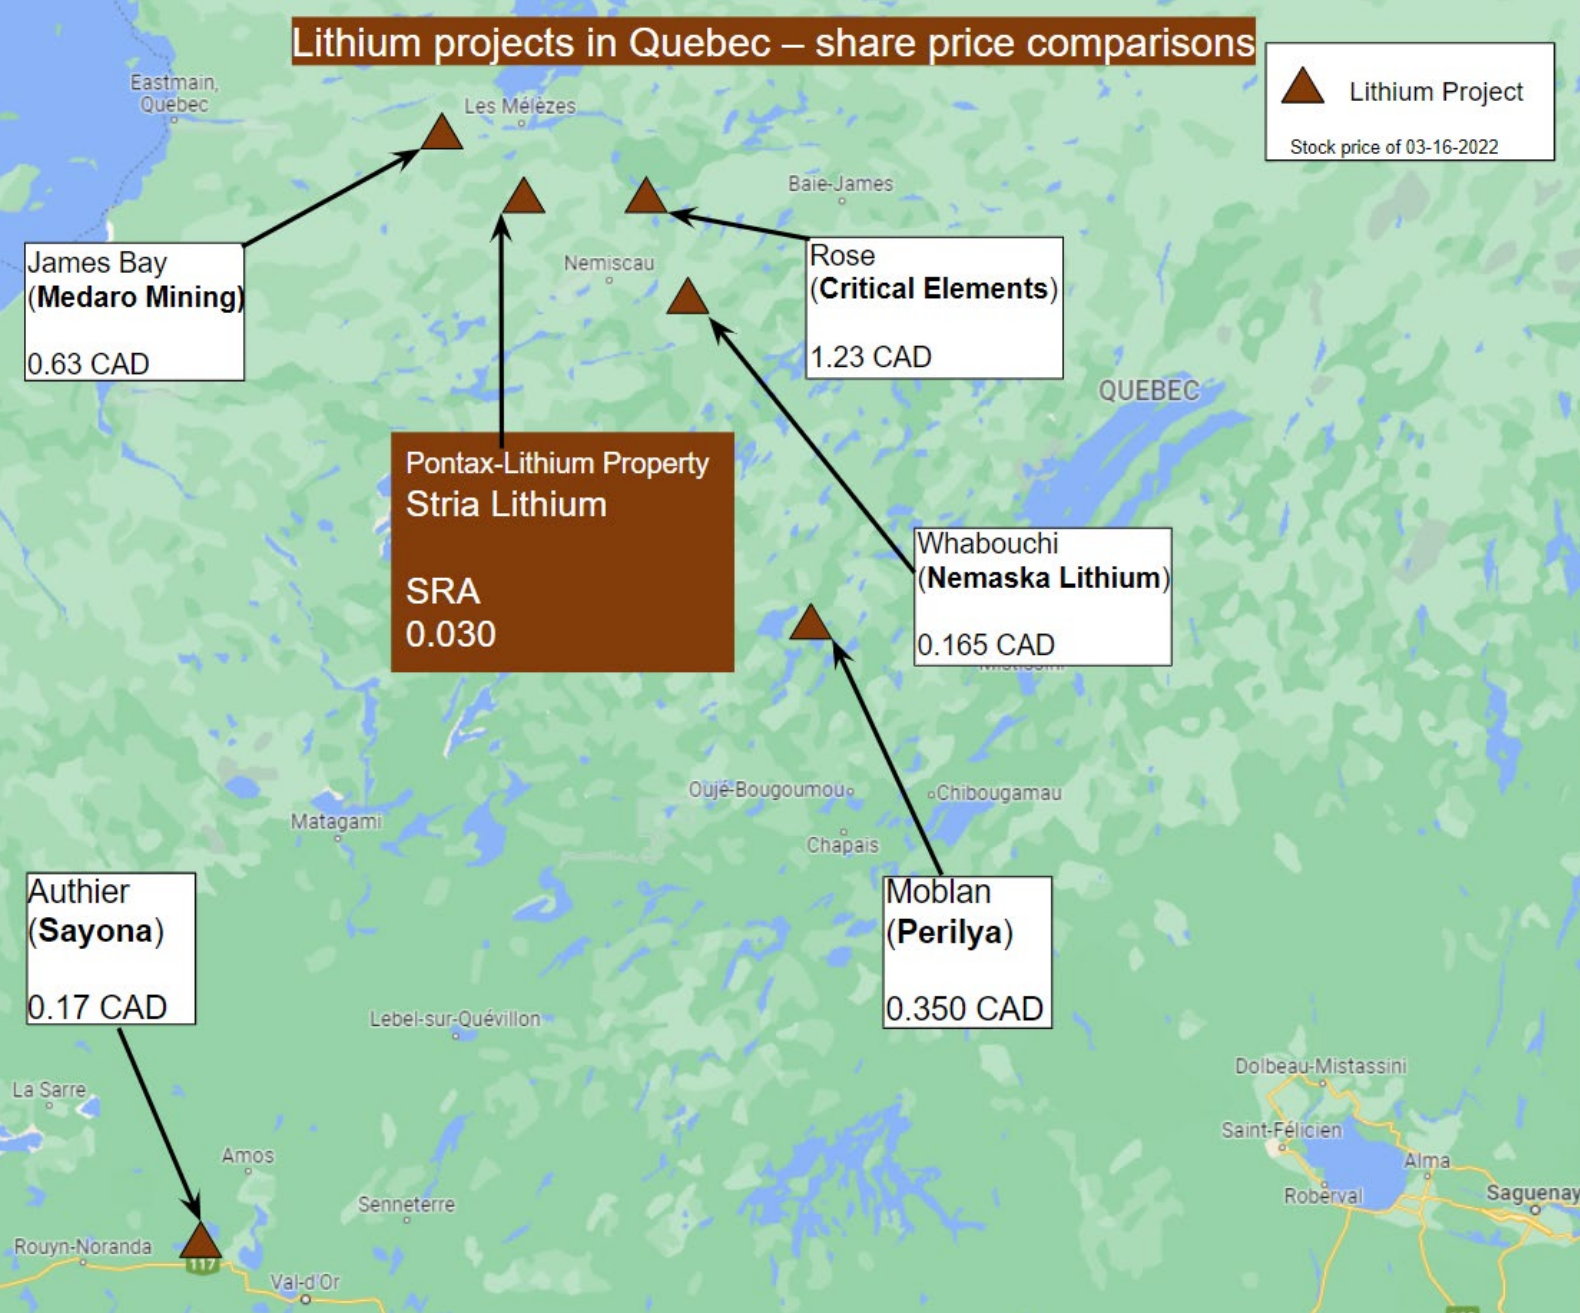 Lithium projects in Quebec – share price comparisons
Lithium Project
Stock price of 03-16-2022
Eastmain,
Quebec
Les Mélèzes
Baie-James
James Bay
(Medaro Mining)
0.63 CAD
Nemiscau
Rose
(Critical Elements)
1.23 CAD
QUEBEC
Pontax-Lithium Property
Stria Lithium
SRA
0.030
Whabouchi
(Nemaska Lithium)
0.165 CAD
Oujé-Bougoumou
Chibougamau
Matagami
Chapais
Authier
(Sayona)
0.17 CAD
Moblan
(Perilya)
0.350 CAD
Lebel-sur-Quévillon
Dolbeau-Mistassini
La Sarre
Saint-Félicien
Amos
Alma
Senneterre
Roberval
Saguenay
Rouyn-Noranda
117
Val-d'Or